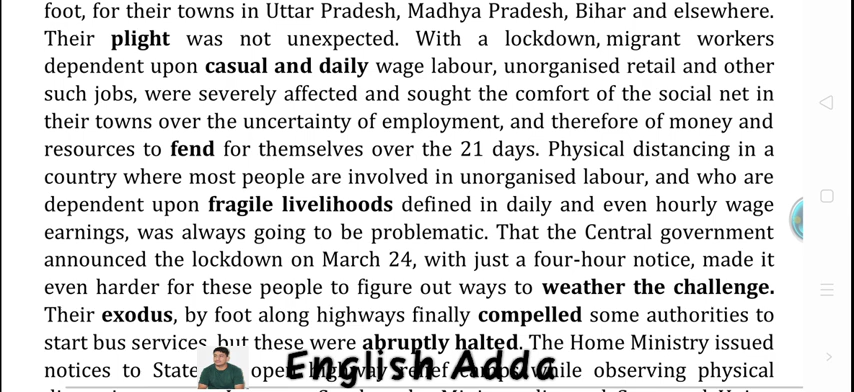 foot, for their towns in Uttar Pradesh, Madhya Pradesh, Bihar and elsewhere.
Their plight was not unexpected. With a lockdown, migrant workers
dependent upon casual and daily wage labour, unorganised retail and other
such jobs, were severely affected and sought the comfort of the social net in
their towns over the uncertainty of employment, and therefore of money and
resources to fend for themselves over the 21 days. Physical distancing in a
country where most people are involved in unorganised labour, and who are
dependent upon fragile livelihoods defined in daily and even hourly wage
earnings, was always going to be problematic. That the Central government
announced the lockdown on March 24, with just a four-hour notice, made it
even harder for these people to figure out ways to weather the challenge.
Their exodus, by foot along highways finally compelled some authorities to
start bus services, but these were abruptly halted. The Home Ministry issued
notices to State open highway relief camps while observing physical
English Adda